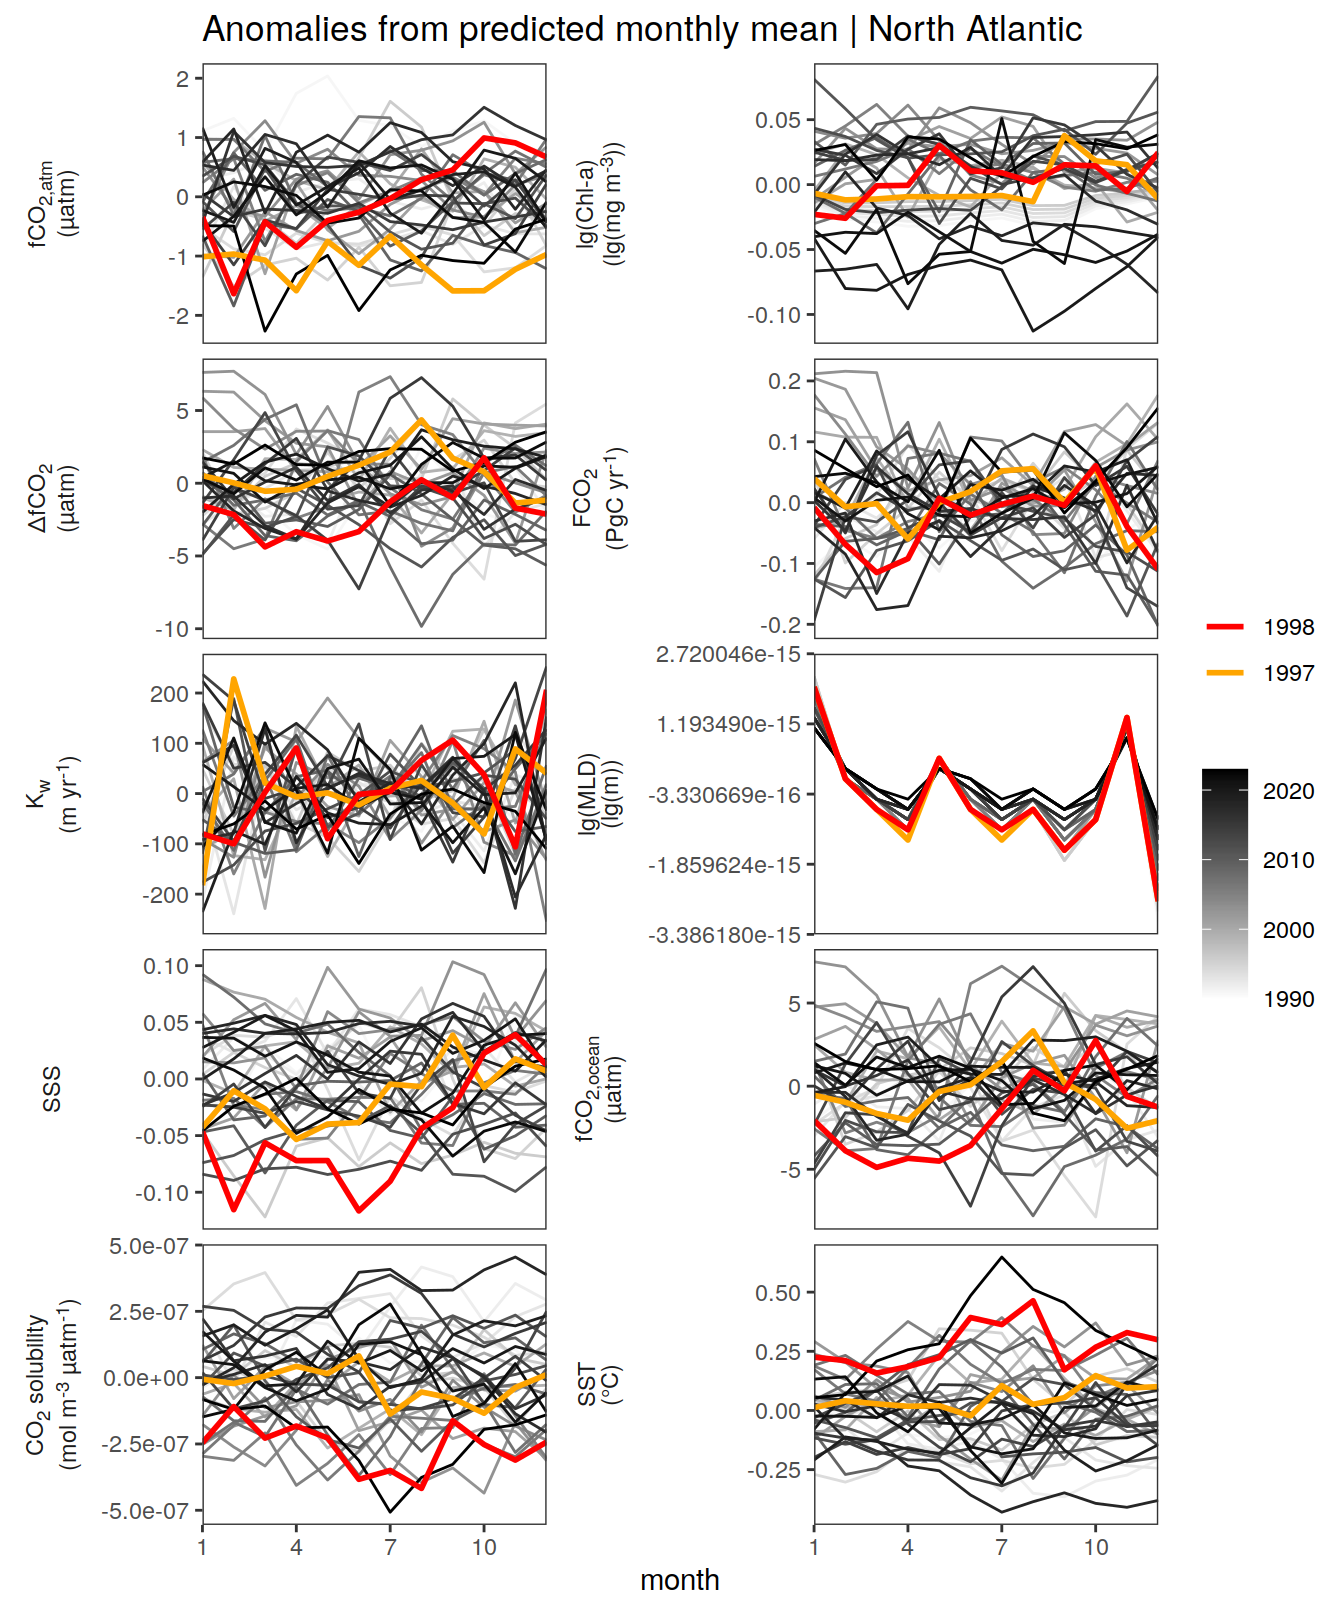 Anomalies from predicted monthly mean | North Atlantic
fCO2,atm
(µatm)
2
1
0
-1
-2
lg(Chl-a)
(lg(mg m-3))
0.05
0.00
-0.05
-0.10
ΔfCO2
(µatm)
5
0
-5
-10
FCO2
(PgC yr-1)
0.2
0.1
0.0
-0.1
-0.2
Kw
(m yr-1)
200
100
0
-100
-200
lg(MLD)
(lg(m))
2.720046e-15
1.193490e-15
-3.330669e-16
-1.859624e-15
-3.386180e-15
SSS
0.10
0.05
0.00
-0.05
-0.10
fCO2,ocean
(µatm)
5
0
-5
CO2 solubility
(mol m-3 µatm-1)
5.0e-07
2.5e-07
0.0e+00
-2.5e-07
-5.0e-07
1 4 7 10
SST
(°C)
0.50
0.25
0.00
-0.25
1 4 7 10
month
1998
1997
2020
2010
2000
1990